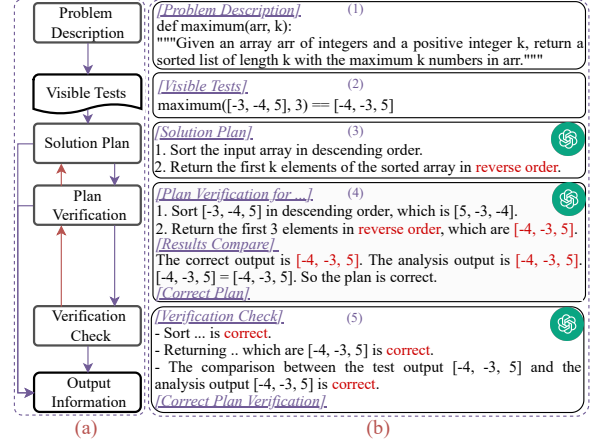 Problem
Description
Visible Tests
Solution Plan
Plan
Verification
Verification
Check
Output
Information
(a)
[Problem Description] (1)
def maximum(arr, k):
"""Given an array arr of integers and a positive integer k, return a
sorted list of length k with the maximum k numbers in arr."""
[Visible Tests] (2)
maximum([-3, -4, 5], 3) == [-4, -3, 5]
[Solution Plan] (3)
1. Sort the input array in descending order.
2. Return the first k elements of the sorted array in reverse order.
[Plan Verification for ...] (4)
1. Sort [-3, -4, 5] in descending order, which is [5, -3, -4].
2. Return the first 3 elements in reverse order, which are [-4, -3, 5].
[Results Compare]
The correct output is [-4, -3, 5]. The analysis output is [-4, -3, 5].
[-4, -3, 5] = [-4, -3, 5]. So the plan is correct.
[Correct Plan]
[Verification Check] (5)
- Sort ... is correct.
- Returning .. which are [-4, -3, 5] is correct.
- The comparison between the test output [-4, -3, 5] and the
analysis output [-4, -3, 5] is correct.
[Correct Plan Verification]
(b)